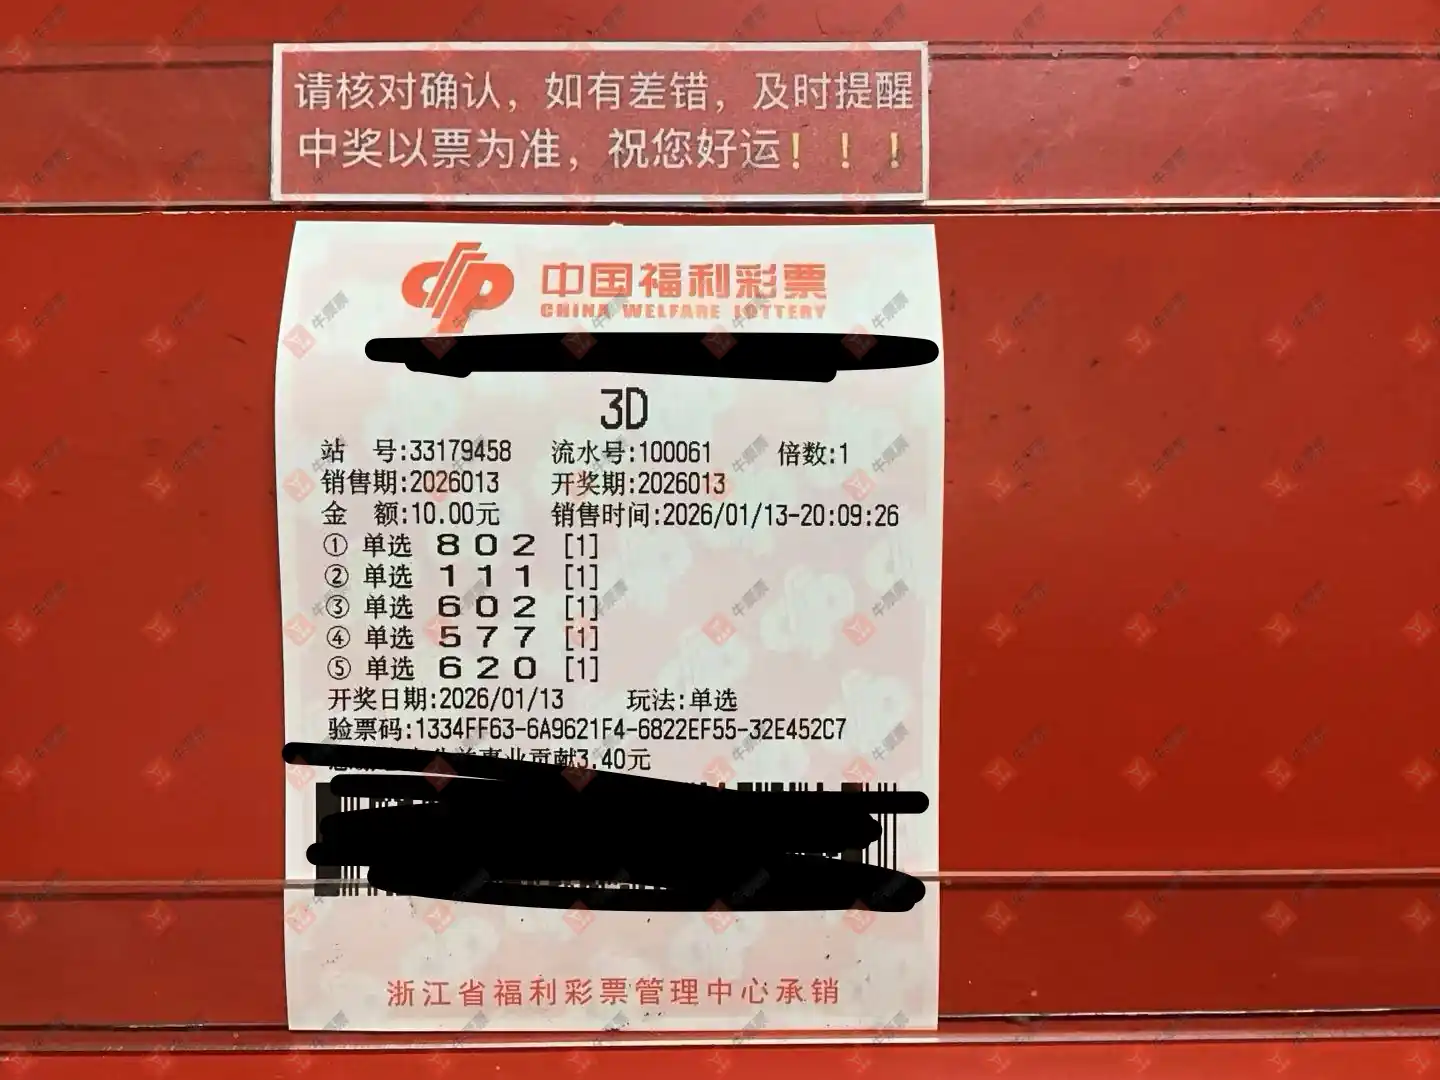 请核对确认，如有差错，及时提醒
中奖以票为准，祝您好运！！！
中国福利彩票
CHINA WELFARE LOTTERY
3D
站 号:33179458 流水号:100061 倍数:1
销售期:2026013 开奖期:2026013
金 额:10.00元 销售时间:2026/01/13-20:09:26
① 单选 8 0 2 [1]
② 单选 1 1 1 [1]
③ 单选 6 0 2 [1]
④ 单选 5 7 7 [1]
⑤ 单选 6 2 0 [1]
开奖日期:2026/01/13 玩法:单选
验票码:1334FF63-6A9621F4-6822EF55-32E452C7
业贡献3.40元
浙江省福利彩票管理中心承销
牛票票